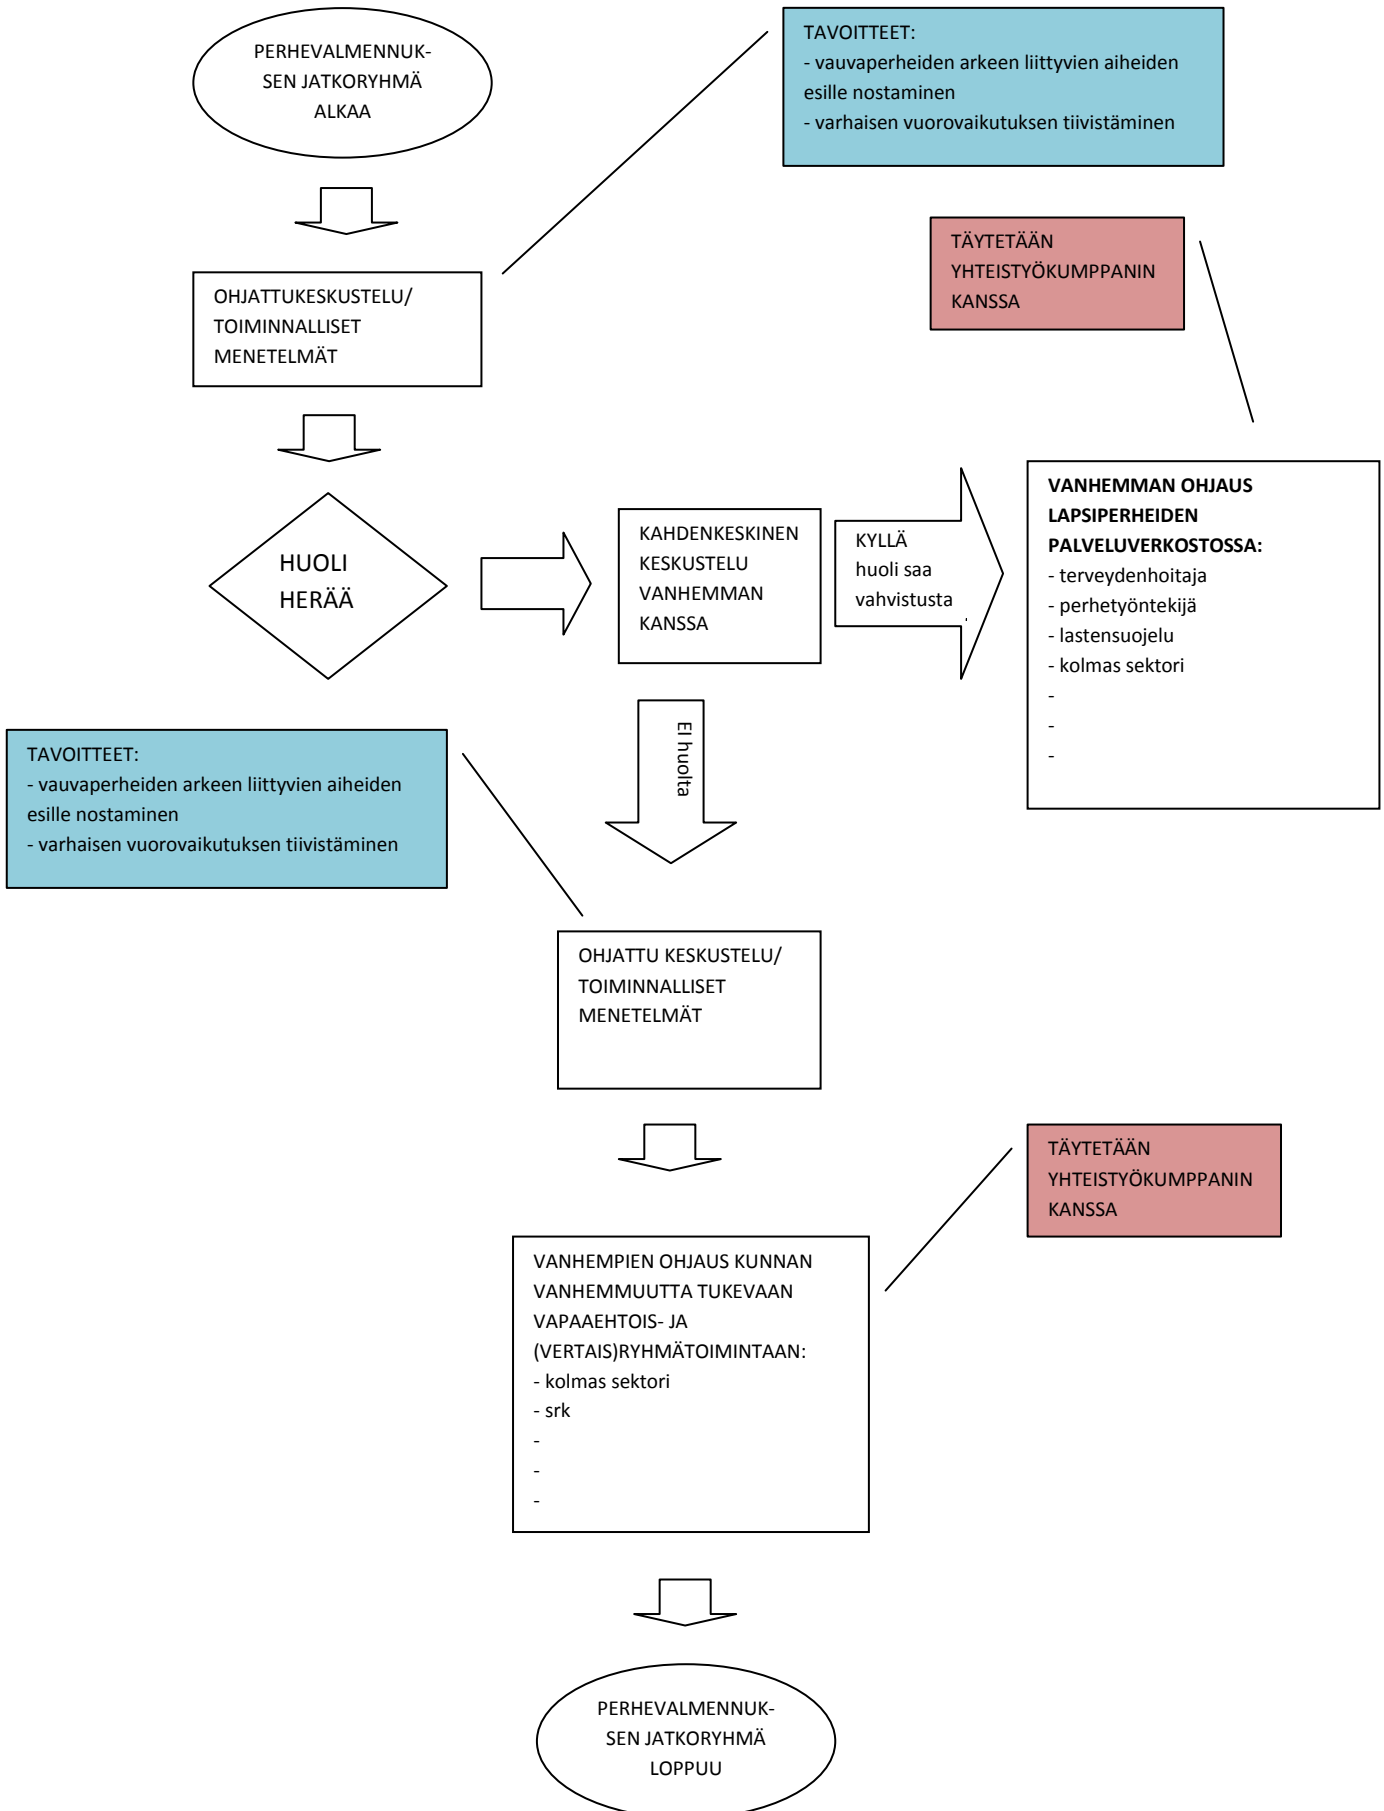 PERHEVALMENNUK-
SEN JATKORYHMÄ
ALKAA
TAVOITTEET:
- vauvaperheiden arkeen liittyvien aiheiden
esille nostaminen
- varhaisen vuorovaikutuksen tiivistäminen
TÄYTETÄÄN
YHTEISTYÖKUMPPANIN
KANSSA
OHJATTUKESKUSTELU/
TOIMINNALLISET
MENETELMÄT
HUOLI
HERÄÄ
KAHDENKESKINEN
KESKUSTELU
VANHEMMAN
KANSSA
KYLLÄ
huoli saa
vahvistusta
VANHEMMAN OHJAUS
LAPSIPERHEIDEN
PALVELUVERKOSTOSSA:
- terveydenhoitaja
- perhetyöntekijä
- lastensuojelu
- kolmas sektori
-
-
-
EI huolta
TAVOITTEET:
- vauvaperheiden arkeen liittyvien aiheiden
esille nostaminen
- varhaisen vuorovaikutuksen tiivistäminen
OHJATTU KESKUSTELU/
TOIMINNALLISET
MENETELMÄT
TÄYTETÄÄN
YHTEISTYÖKUMPPANIN
KANSSA
VANHEMPIEN OHJAUS KUNNAN
VANHEMMUUTTA TUKEVAAN
VAPAAEHTOIS- JA
(VERTAIS)RYHMÄTOIMINTAAN:
- kolmas sektori
- srk
-
-
-
PERHEVALMENNUK-
SEN JATKORYHMÄ
LOPPUU